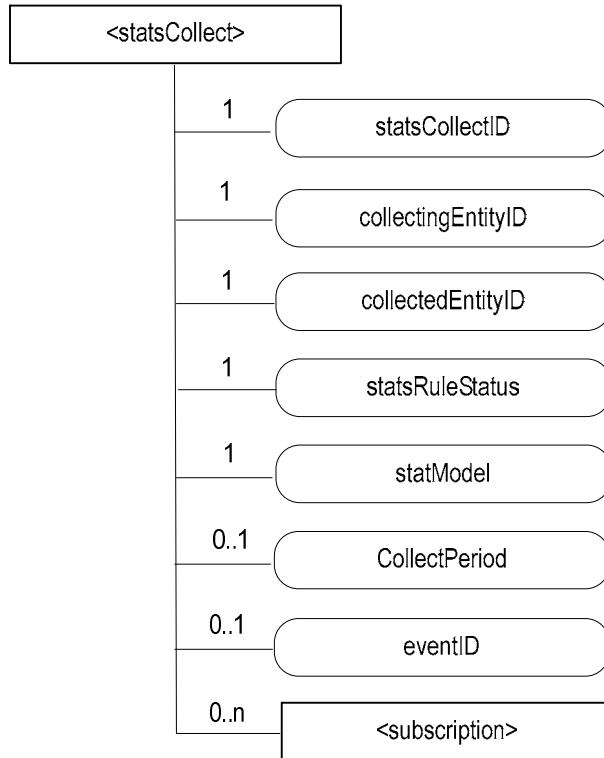 <statsCollect>
1
statsCollectID
1
collectingEntityID
1
collectedEntityID
1
statsRuleStatus
1
statModel
0..1
CollectPeriod
0..1
eventID
0..n
<subscription>